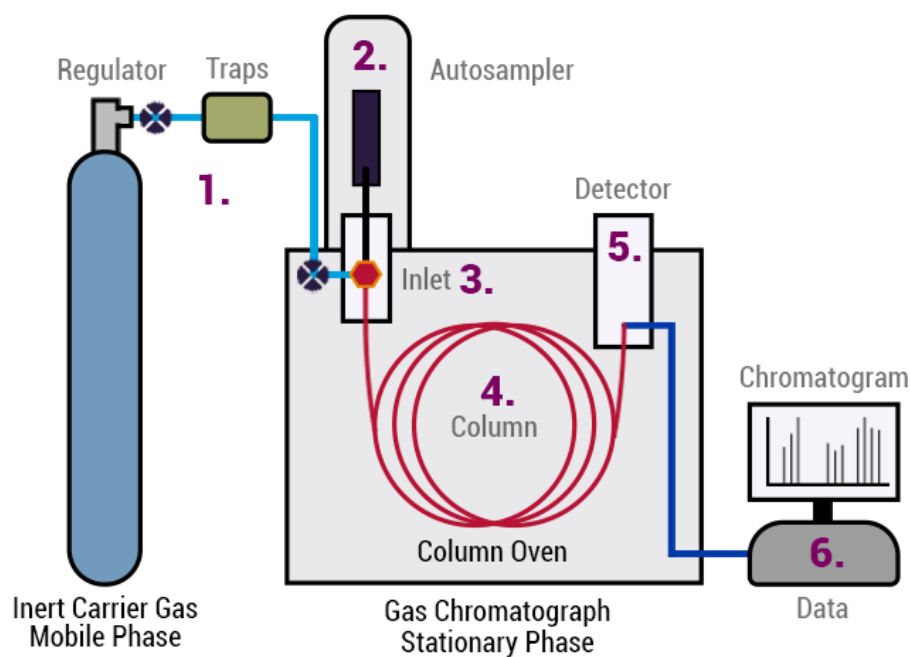 Regulator
Traps
2.
Autosampler
1.
Detector
5.
Inlet 3.
4.
Column
Chromatogram
Column Oven
6.
Data
Inert Carrier Gas
Mobile Phase
Gas Chromatograph
Stationary Phase